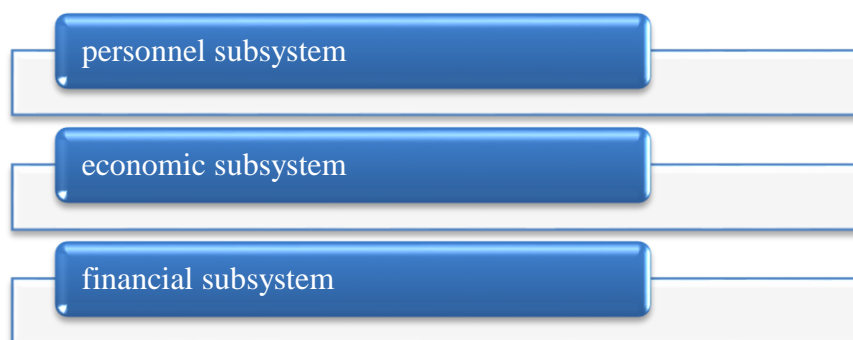 personnel subsystem
economic subsystem
financial subsystem